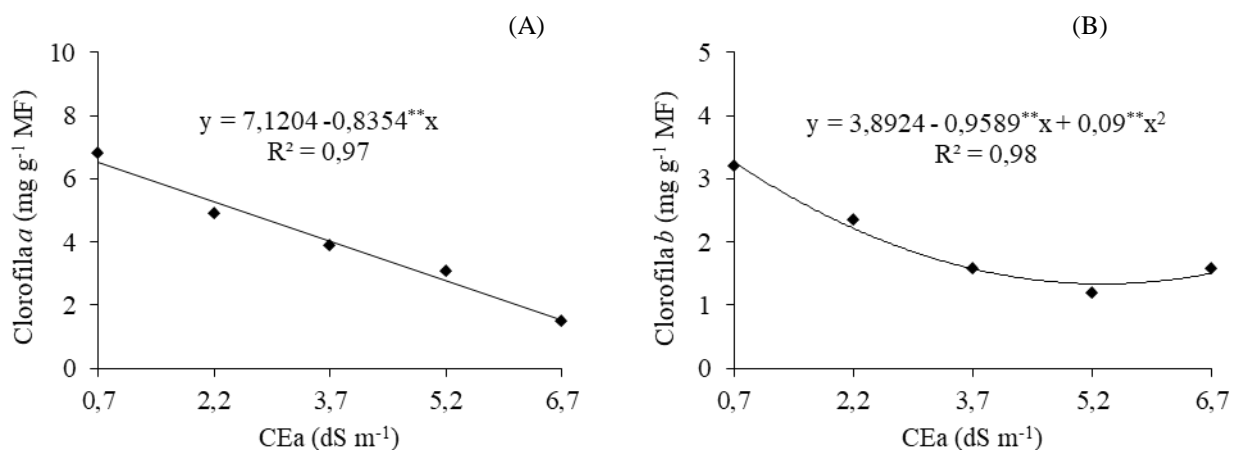 (A)
10
8
6
4
2
0
Clorofila a (mg g⁻¹ MF)
y = 7,1204 -0,8354**x
R² = 0,97
0,7 2,2 3,7 5,2 6,7
CEa (dS m⁻¹)
(B)
5
4
3
2
1
0
Clorofila b (mg g⁻¹ MF)
y = 3,8924 - 0,9589**x + 0,09**x²
R² = 0,98
0,7 2,2 3,7 5,2 6,7
CEa (dS m⁻¹)